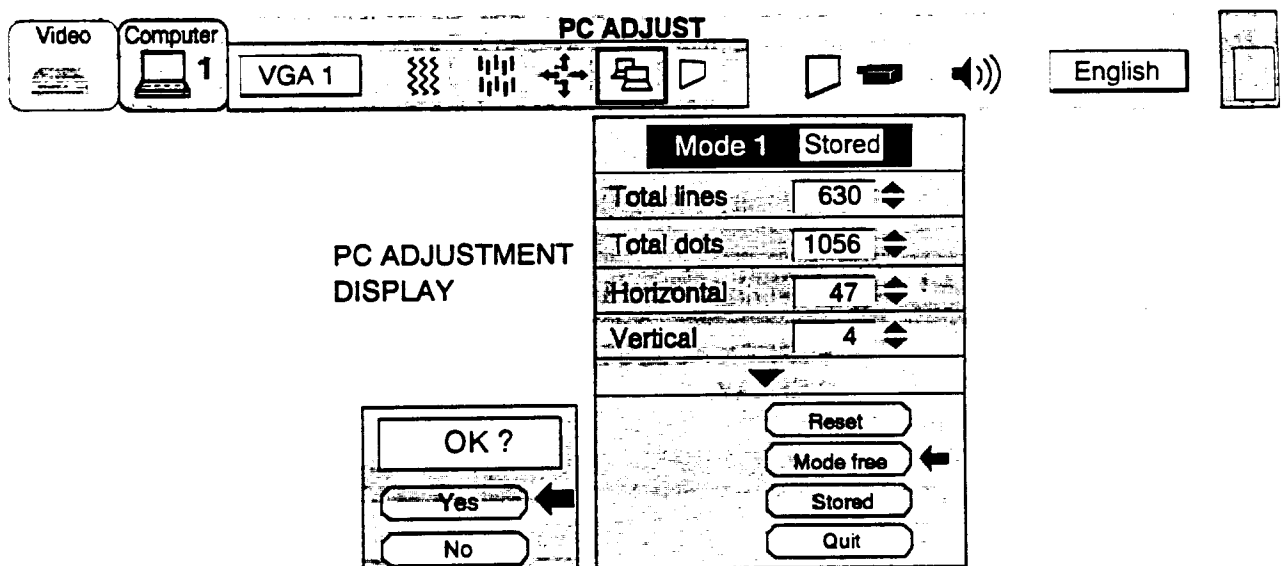 PC ADJUST
Video
Computer
1
VGA 1
English
Mode 1 Stored
Total lines 630
Total dots 1056
PC ADJUSTMENT
DISPLAY
Horizontal 47
Vertical 4
Reset
OK ?
Mode free
Yes
Stored
No
Quit